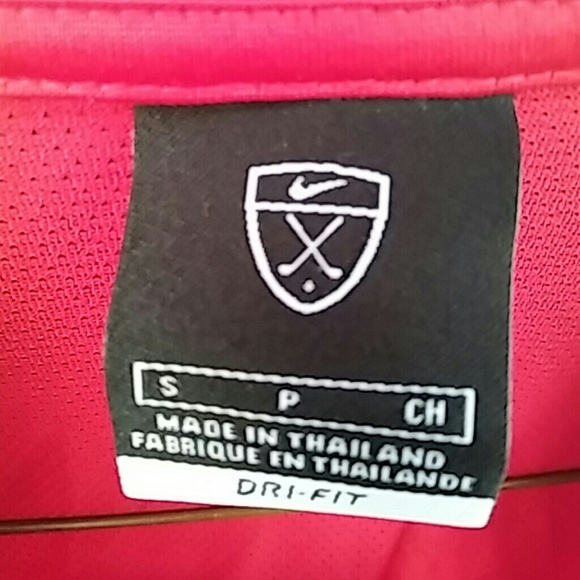 S P CH
MADE IN THAILAND
FABRIQUE EN THAILANDE
DRI-FIT